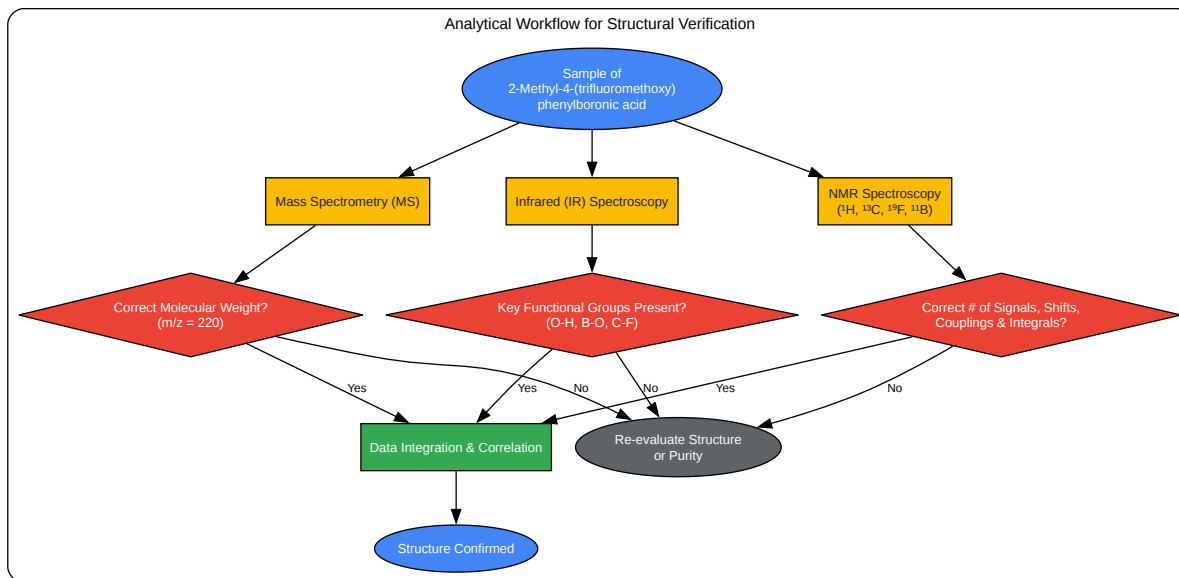 Analytical Workflow for Structural Verification
Sample of
2-Methyl-4-(trifluoromethoxy)
phenylboronic acid
Mass Spectrometry (MS)
Infrared (IR) Spectroscopy
NMR Spectroscopy
(¹H, ¹³C, ¹⁹F, ¹¹B)
Correct Molecular Weight?
(m/z = 220)
Key Functional Groups Present?
(O-H, B-O, C-F)
Correct # of Signals, Shifts,
Couplings & Integrals?
Yes
No
Yes
No
Yes
No
Data Integration & Correlation
Re-evaluate Structure
or Purity
Structure Confirmed